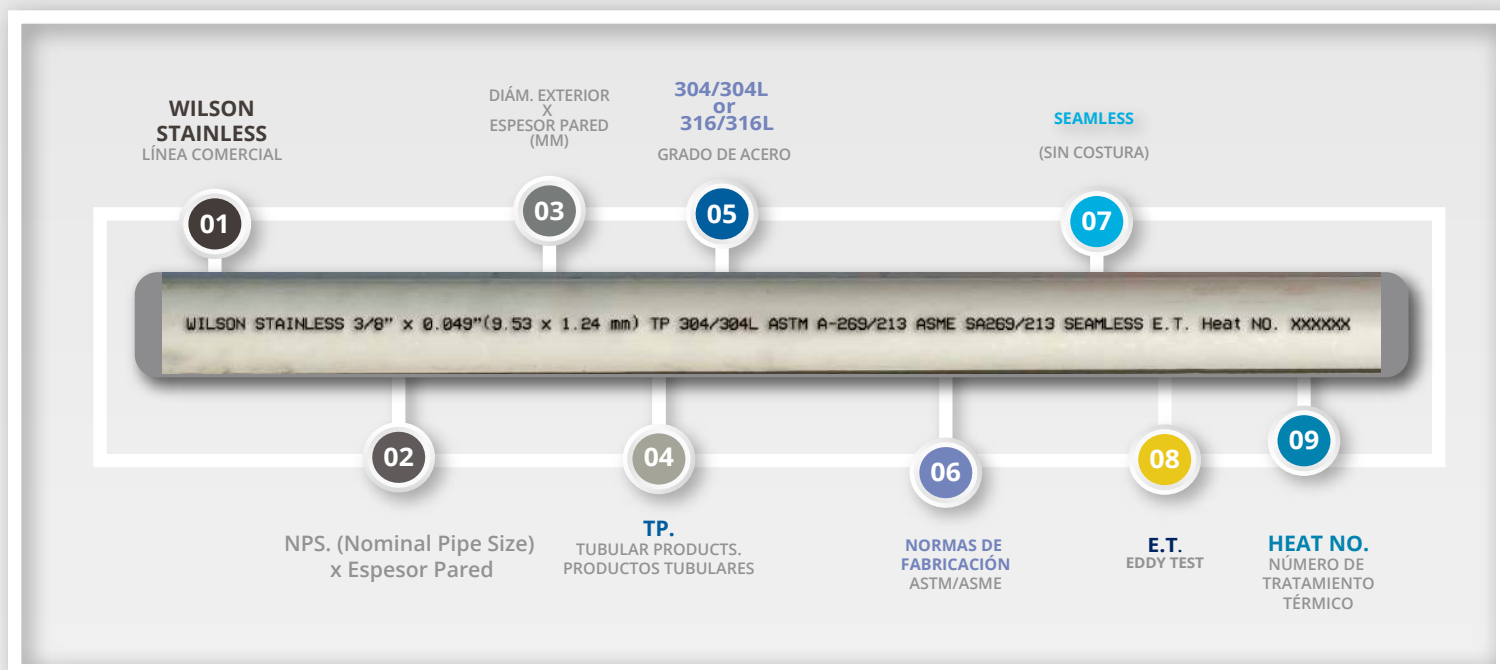 WILSON
STAINLESS
LÍNEA COMERCIAL
DIÁM. EXTERIOR
X
ESPESOR PARED
(MM)
304/304L
or
316/316L
GRADO DE ACERO
SEAMLESS
(SIN COSTURA)
01
03
05
07
WILSON STAINLESS 3/8" x 0.049"(9.53 x 1.24 mm) TP 304/304L ASTM A-269/213 ASME SA269/213 SEAMLESS E.T. Heat NO. XXXXXX
02
04
06
08
09
NPS. (Nominal Pipe Size)
x Espesor Pared
TP.
TUBULAR PRODUCTS.
PRODUCTOS TUBULARES
NORMAS DE
FABRICACIÓN
ASTM/ASME
E.T.
EDDY TEST
HEAT NO.
NÚMERO DE
TRATAMIENTO
TÉRMICO